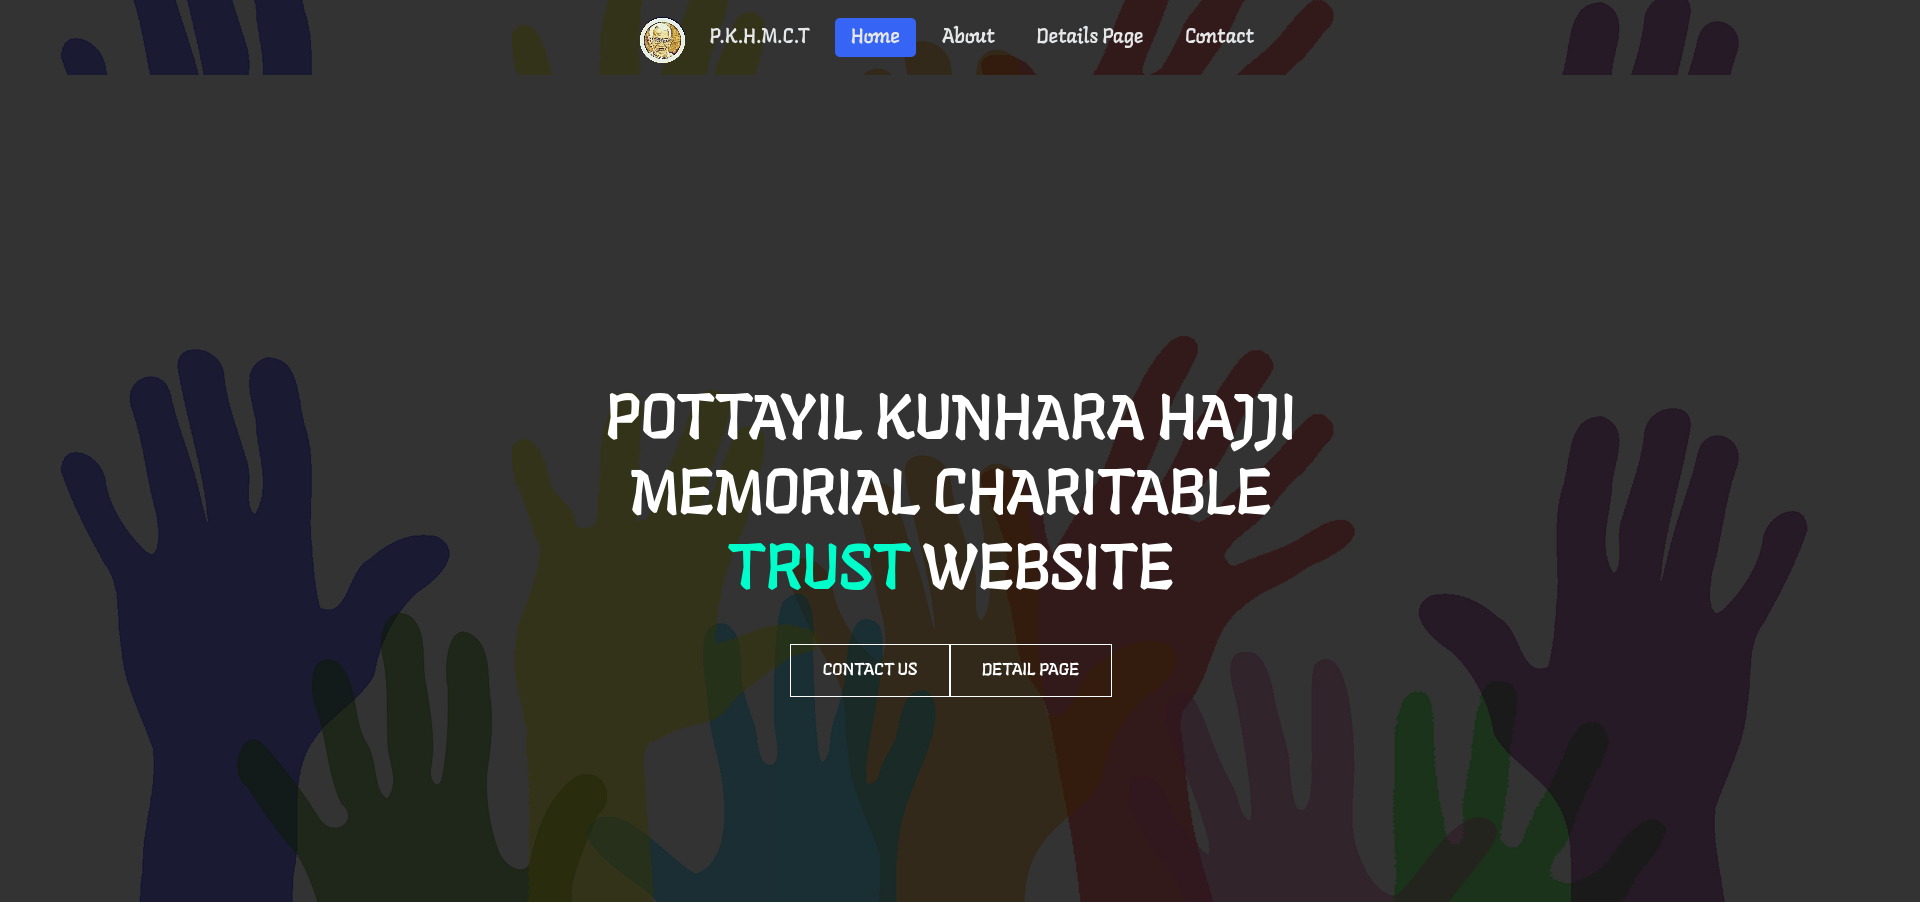 P.K.H.M.C.T Home About Details Page Contact
POTTAYIL KUNHARA HAJJI
MEMORIAL CHARITABLE
TRUST WEBSITE
CONTACT US DETAIL PAGE